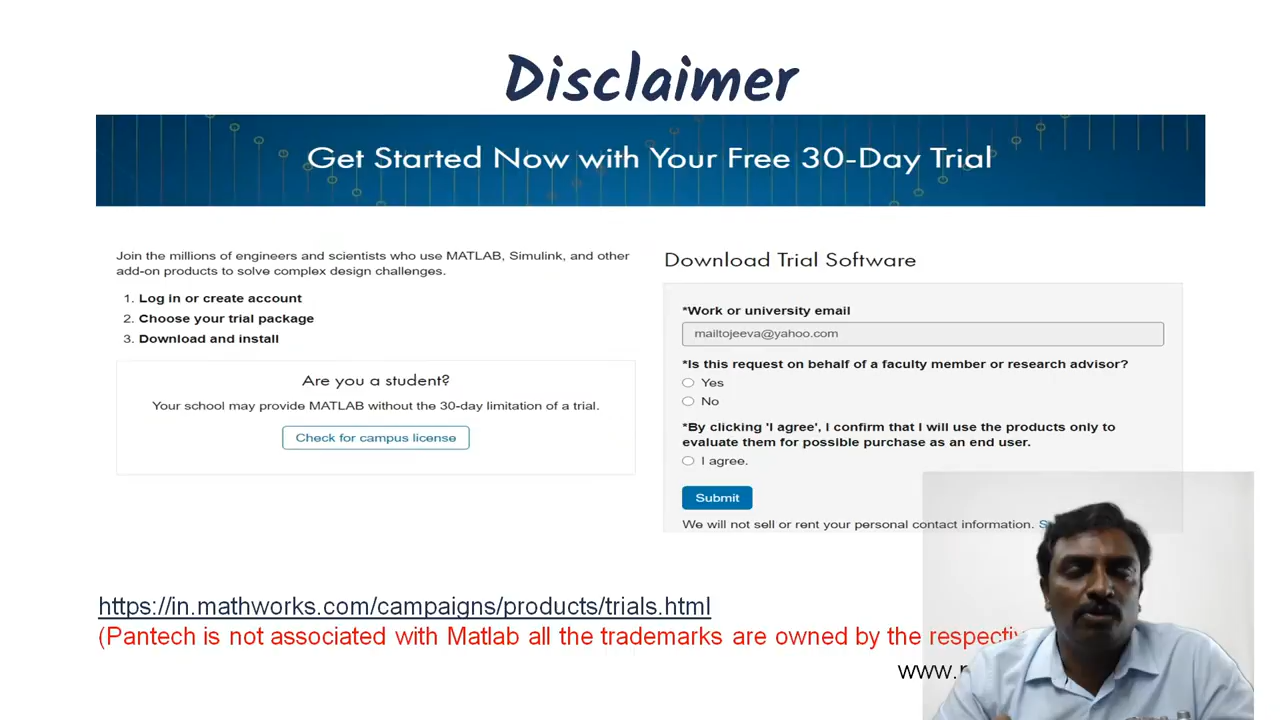 Disclaimer
Get Started Now with Your Free 30-Day Trial
Join the millions of engineers and scientists who use MATLAB, Simulink, and other
add-on products to solve complex design challenges.
1. Log in or create account
2. Choose your trial package
3. Download and install
Are you a student?
Your school may provide MATLAB without the 30-day limitation of a trial.
Check for campus license
Download Trial Software
*Work or university email
mailtojeeva@yahoo.com
*Is this request on behalf of a faculty member or research advisor?
Yes
No
*By clicking 'I agree', I confirm that I will use the products only to
evaluate them for possible purchase as an end user.
I agree.
Submit
We will not sell or rent your personal contact information.
https://in.mathworks.com/campaigns/products/trials.html
(Pantech is not associated with Matlab all the trademarks are owned by the
www.